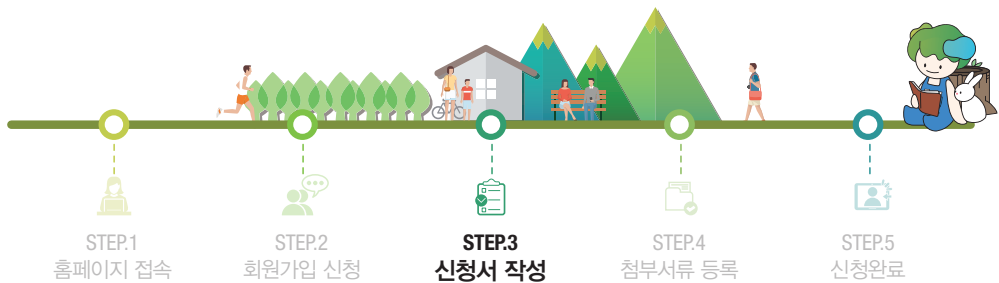 STEP.1
홈페이지 접속
STEP.2
회원가입 신청
STEP.3
신청서 작성
STEP.4
첨부서류 등록
STEP.5
신청완료